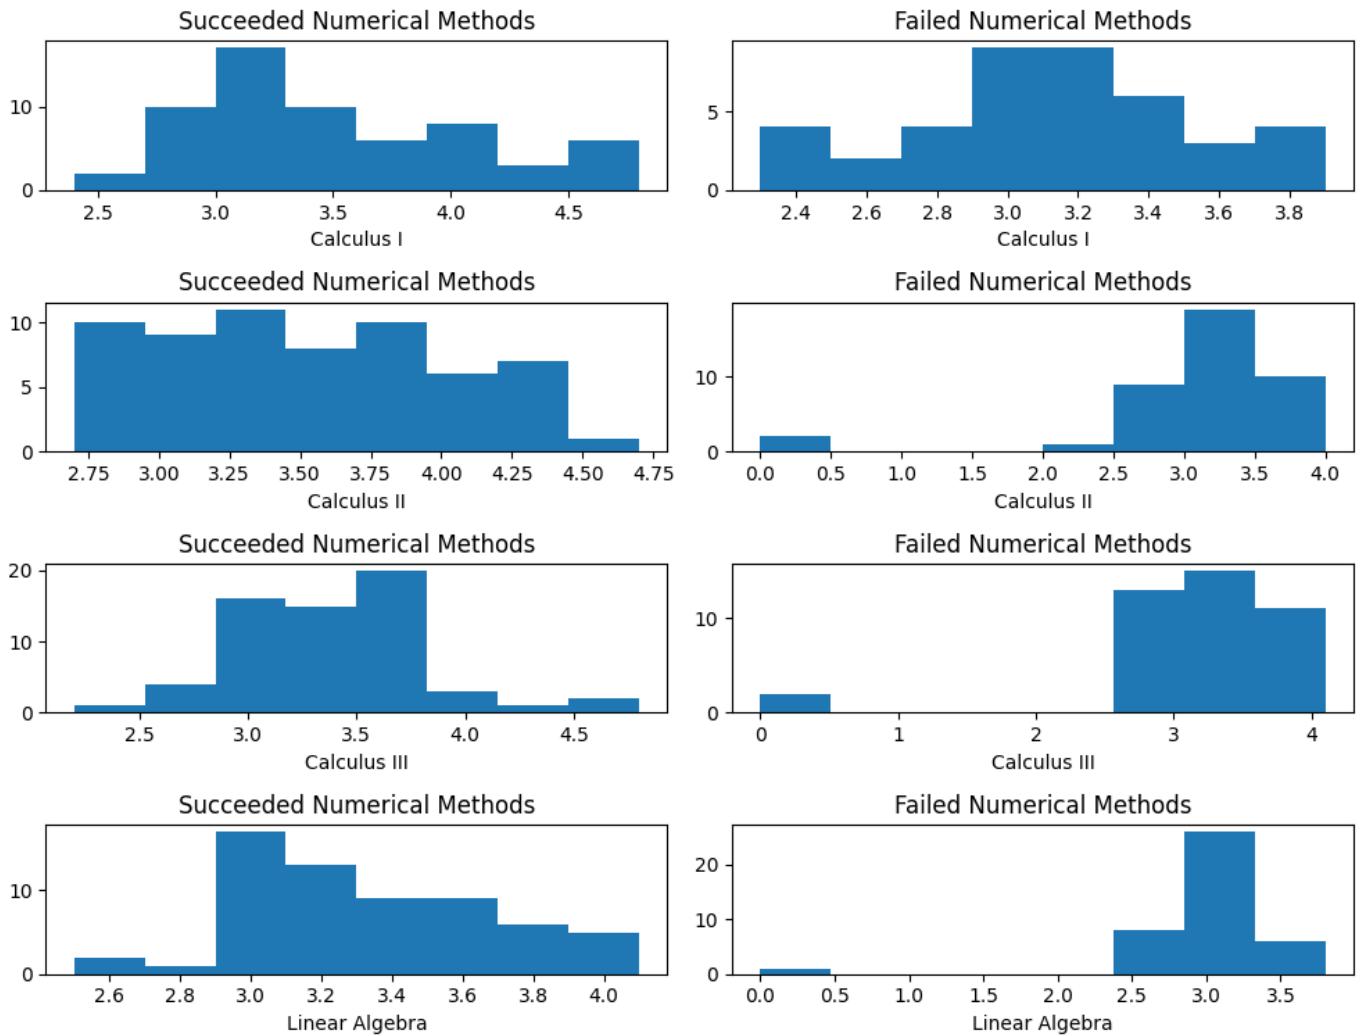 Succeeded Numerical Methods
Failed Numerical Methods
10
0
2.5 3.0 3.5 4.0 4.5
Calculus I
5
0
2.4 2.6 2.8 3.0 3.2 3.4 3.6 3.8
Calculus I
Succeeded Numerical Methods
Failed Numerical Methods
10
5
0
2.75 3.00 3.25 3.50 3.75 4.00 4.25 4.50 4.75
Calculus II
10
0
0.0 0.5 1.0 1.5 2.0 2.5 3.0 3.5 4.0
Calculus II
Succeeded Numerical Methods
Failed Numerical Methods
20
10
0
2.5 3.0 3.5 4.0 4.5
Calculus III
10
0
0 1 2 3 4
Calculus III
Succeeded Numerical Methods
Failed Numerical Methods
10
0
2.6 2.8 3.0 3.2 3.4 3.6 3.8 4.0
Linear Algebra
20
10
0
0.0 0.5 1.0 1.5 2.0 2.5 3.0 3.5
Linear Algebra